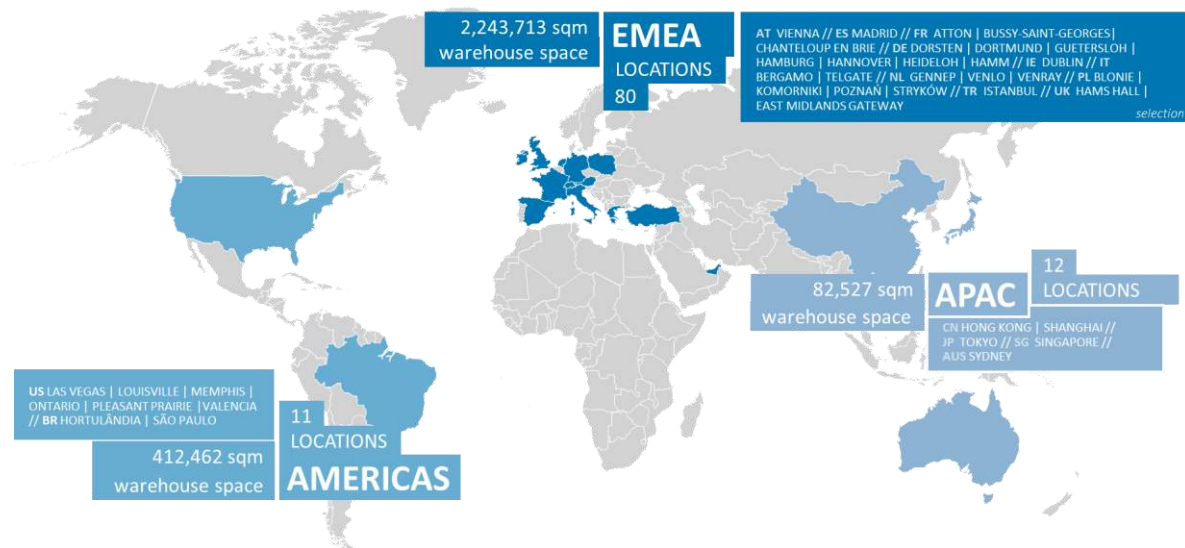 2,243,713 sqm
warehouse space
EMEA
LOCATIONS
80
AT VIENNA // ES MADRID // FR ATTON | BUSSY-SAINT-GEORGES|
CHANTELOUP EN BRIE // DE DORSTEN | DORTMUND | GUETERSLOH |
HAMBURG | HANNOVER | HEIDELOH | HAMM // IE DUBLIN // IT
BERGAMO | TELGATE // NL GENNEP | VENLO | VENRAY // PL BLONIE |
KOMORNIKI | POZNAŃ | STRYKÓW // TR ISTANBUL // UK HAMS HALL |
EAST MIDLANDS GATEWAY
selection
12
LOCATIONS
82,527 sqm
warehouse space
APAC
CN HONG KONG | SHANGHAI //
JP TOKYO // SG SINGAPORE //
AUS SYDNEY
US LAS VEGAS | LOUISVILLE | MEMPHIS |
ONTARIO | PLEASANT PRAIRIE |VALENCIA
// BR HORTULÂNDIA | SÃO PAULO
11
LOCATIONS
412,462 sqm
warehouse space
AMERICAS